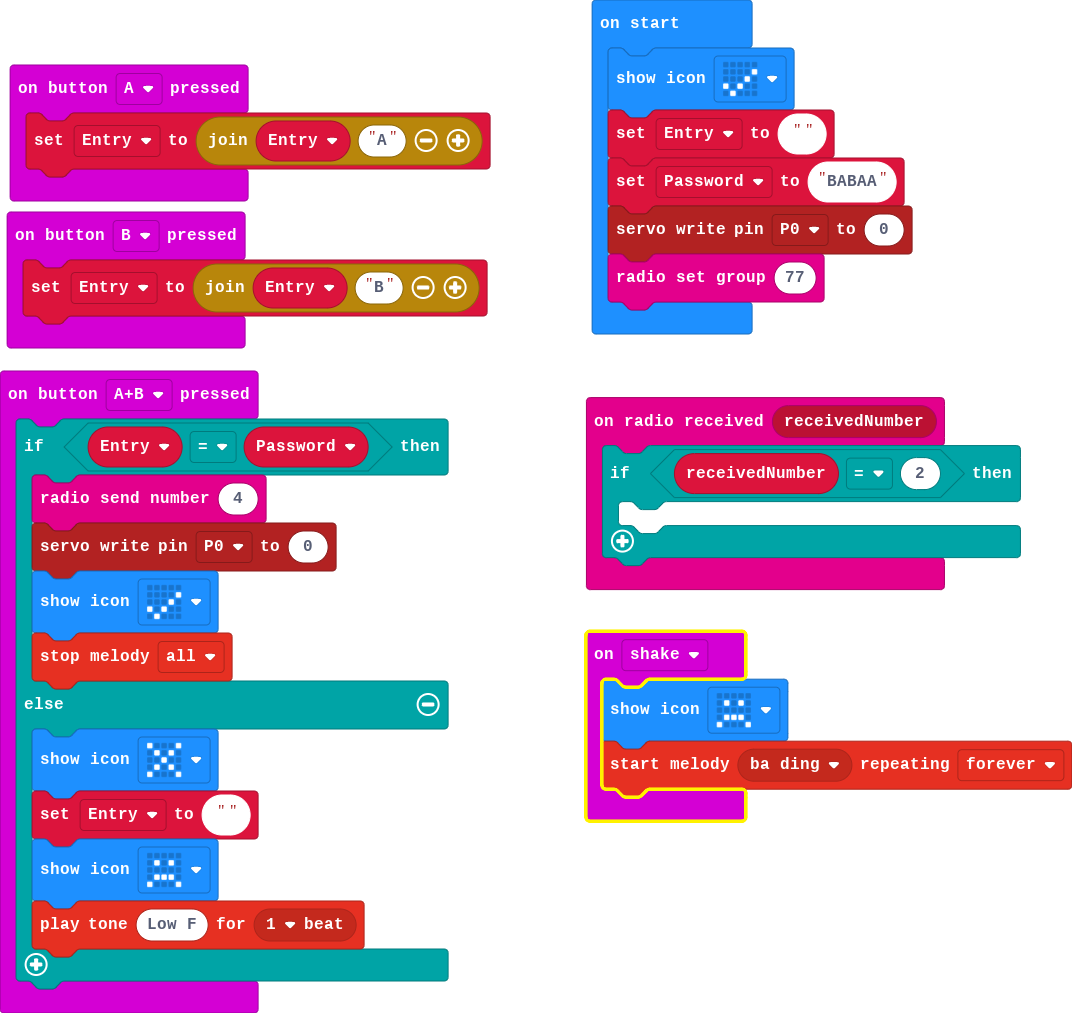 on button A pressed
set Entry to join Entry "A"
on button B pressed
set Entry to join Entry "B"
on button A+B pressed
if Entry = Password then
radio send number 4
servo write pin P0 to 0
show icon
stop melody all
else
show icon
set Entry to " "
show icon
play tone Low F for 1 beat
on start
show icon
set Entry to " "
set Password to "BABAA"
servo write pin P0 to 0
radio set group 77
on radio received receivedNumber
if receivedNumber = 2 then
on shake
show icon
start melody ba ding repeating forever